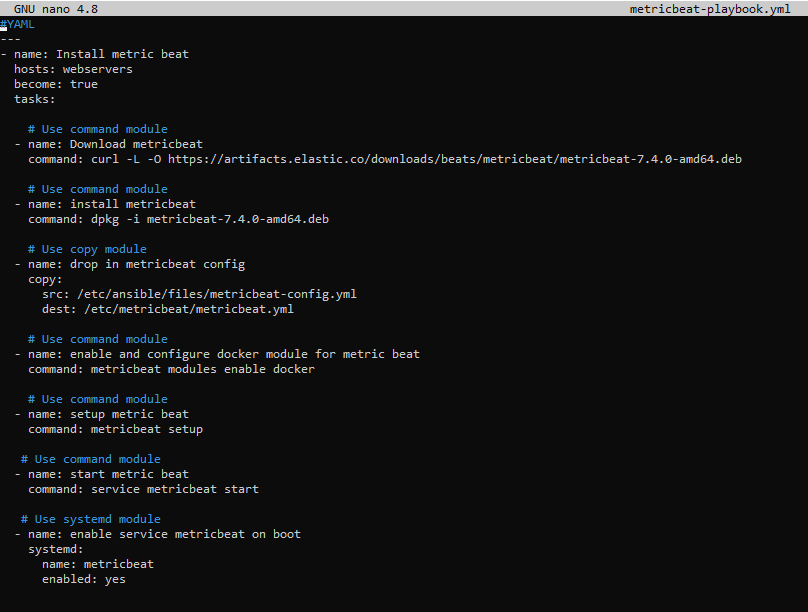 GNU nano 4.8 metricbeat-playbook.yml
#YAML
---
- name: Install metric beat
  hosts: webservers
  become: true
  tasks:

    # Use command module
  - name: Download metricbeat
    command: curl -L -O https://artifacts.elastic.co/downloads/beats/metricbeat/metricbeat-7.4.0-amd64.deb

    # Use command module
  - name: install metricbeat
    command: dpkg -i metricbeat-7.4.0-amd64.deb

    # Use copy module
  - name: drop in metricbeat config
    copy:
      src: /etc/ansible/files/metricbeat-config.yml
      dest: /etc/metricbeat/metricbeat.yml

    # Use command module
  - name: enable and configure docker module for metric beat
    command: metricbeat modules enable docker

    # Use command module
  - name: setup metric beat
    command: metricbeat setup

   # Use command module
  - name: start metric beat
    command: service metricbeat start

   # Use systemd module
  - name: enable service metricbeat on boot
    systemd:
      name: metricbeat
      enabled: yes